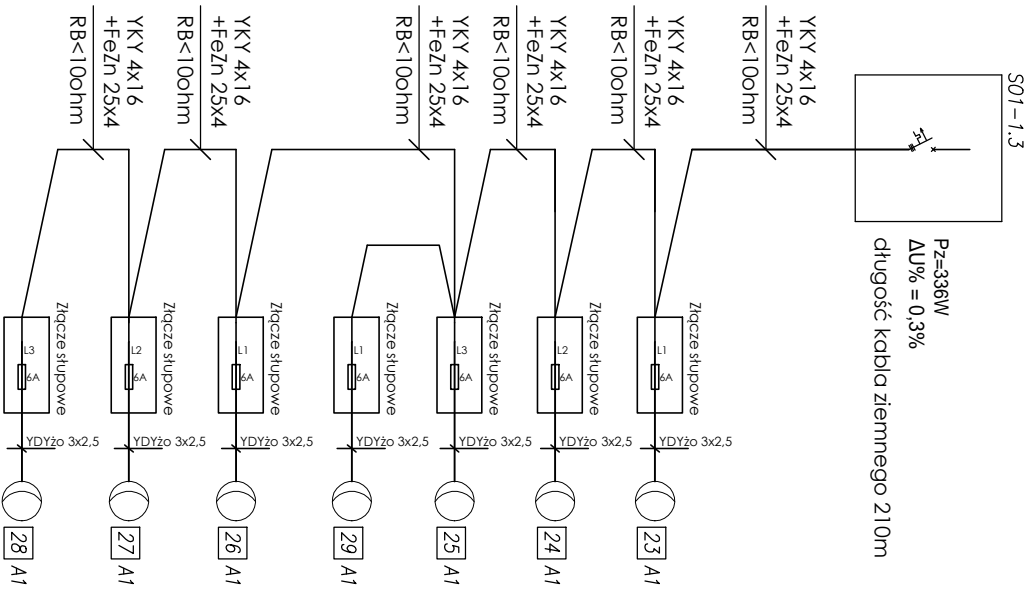 S01-1.3
Pz=336W
ΔU% = 0,3%
długość kabla ziemnego 210m
YKY 4x16
+FeZn 25x4
RB<10ohm
YKY 4x16
+FeZn 25x4
RB<10ohm
YKY 4x16
+FeZn 25x4
RB<10ohm
YKY 4x16
+FeZn 25x4
RB<10ohm
YKY 4x16
+FeZn 25x4
RB<10ohm
YKY 4x16
+FeZn 25x4
RB<10ohm
Złącze słupowe
L1
6A
YDYżo 3x2,5
23 A1
Złącze słupowe
L2
6A
YDYżo 3x2,5
24 A1
Złącze słupowe
L3
6A
YDYżo 3x2,5
25 A1
Złącze słupowe
L1
6A
YDYżo 3x2,5
29 A1
Złącze słupowe
L1
6A
YDYżo 3x2,5
26 A1
Złącze słupowe
L2
6A
YDYżo 3x2,5
27 A1
Złącze słupowe
L3
6A
YDYżo 3x2,5
28 A1